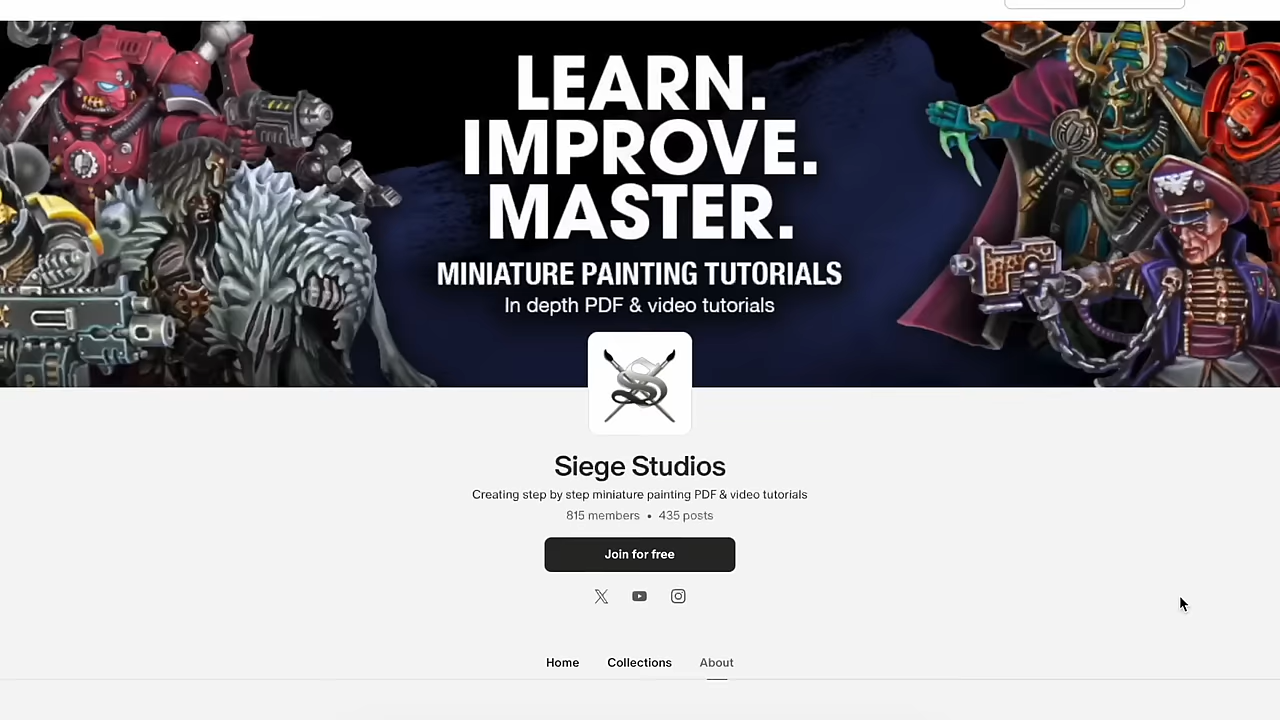 LEARN.
IMPROVE.
MASTER.
MINIATURE PAINTING TUTORIALS
In depth PDF & video tutorials
Siege Studios
Creating step by step miniature painting PDF & video tutorials
815 members • 435 posts
Join for free
Home Collections About